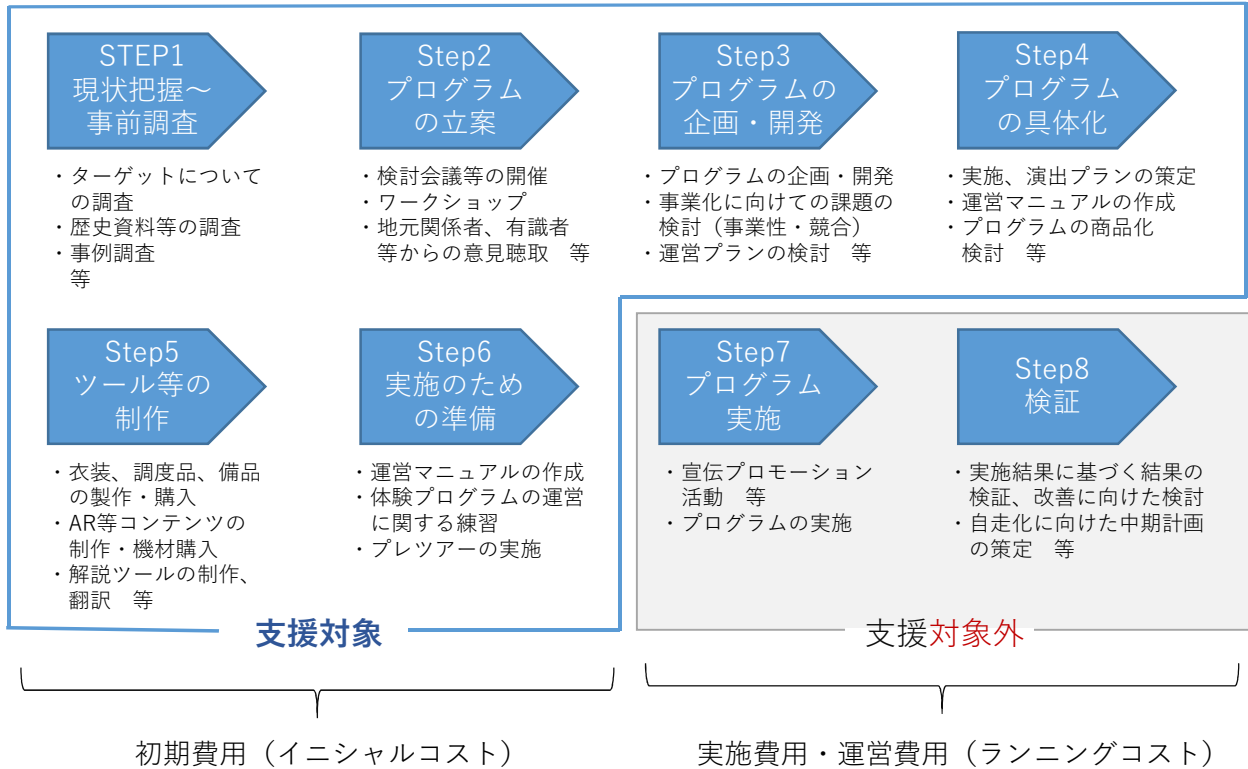 STEP1
現状把握～
事前調査
・ターゲットについて
の調査
・歴史資料等の調査
・事例調査
等
Step2
プログラム
の立案
・検討会議等の開催
・ワークショップ
・地元関係者、有識者
等からの意見聴取　等
Step3
プログラムの
企画・開発
・プログラムの企画・開発
・事業化に向けての課題の
検討（事業性・競合）
・運営プランの検討　等
Step4
プログラム
の具体化
・実施、演出プランの策定
・運営マニュアルの作成
・プログラムの商品化
検討　等
Step5
ツール等の
制作
・衣装、調度品、備品
の製作・購入
・AR等コンテンツの
制作・機材購入
・解説ツールの制作、
翻訳　等
Step6
実施のため
の準備
・運営マニュアルの作成
・体験プログラムの運営
に関する練習
・プレツアーの実施
Step7
プログラム
実施
・宣伝プロモーション
活動　等
・プログラムの実施
Step8
検証
・実施結果に基づく結果の
検証、改善に向けた検討
・自走化に向けた中期計画
の策定　等
支援対象
支援対象外
初期費用（イニシャルコスト）
実施費用・運営費用（ランニングコスト）